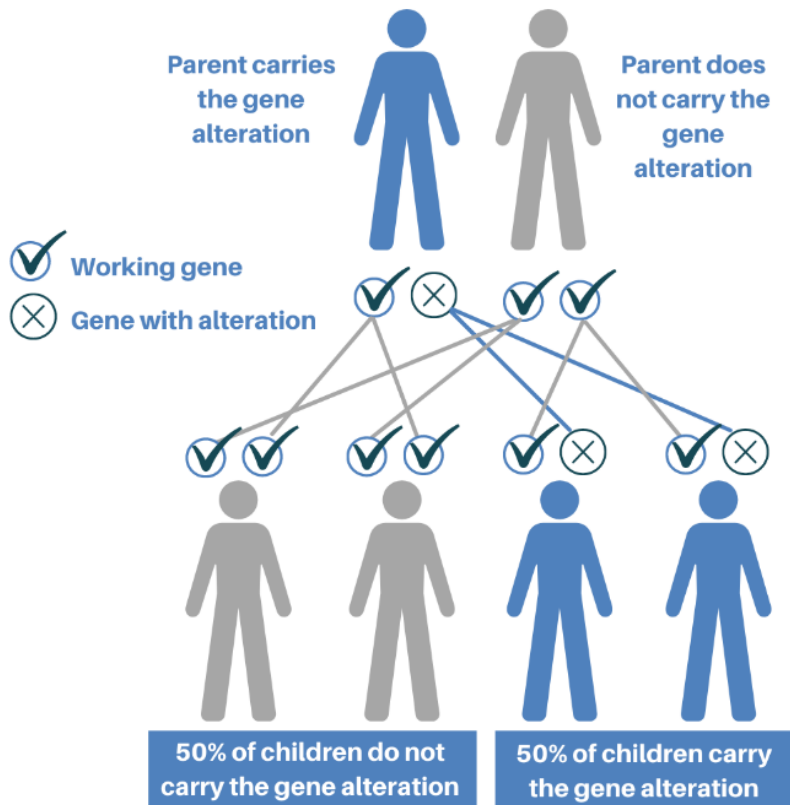 Parent carries
the gene
alteration
Parent does
not carry the
gene
alteration
Working gene
Gene with alteration
50% of children do not
carry the gene alteration
50% of children carry
the gene alteration